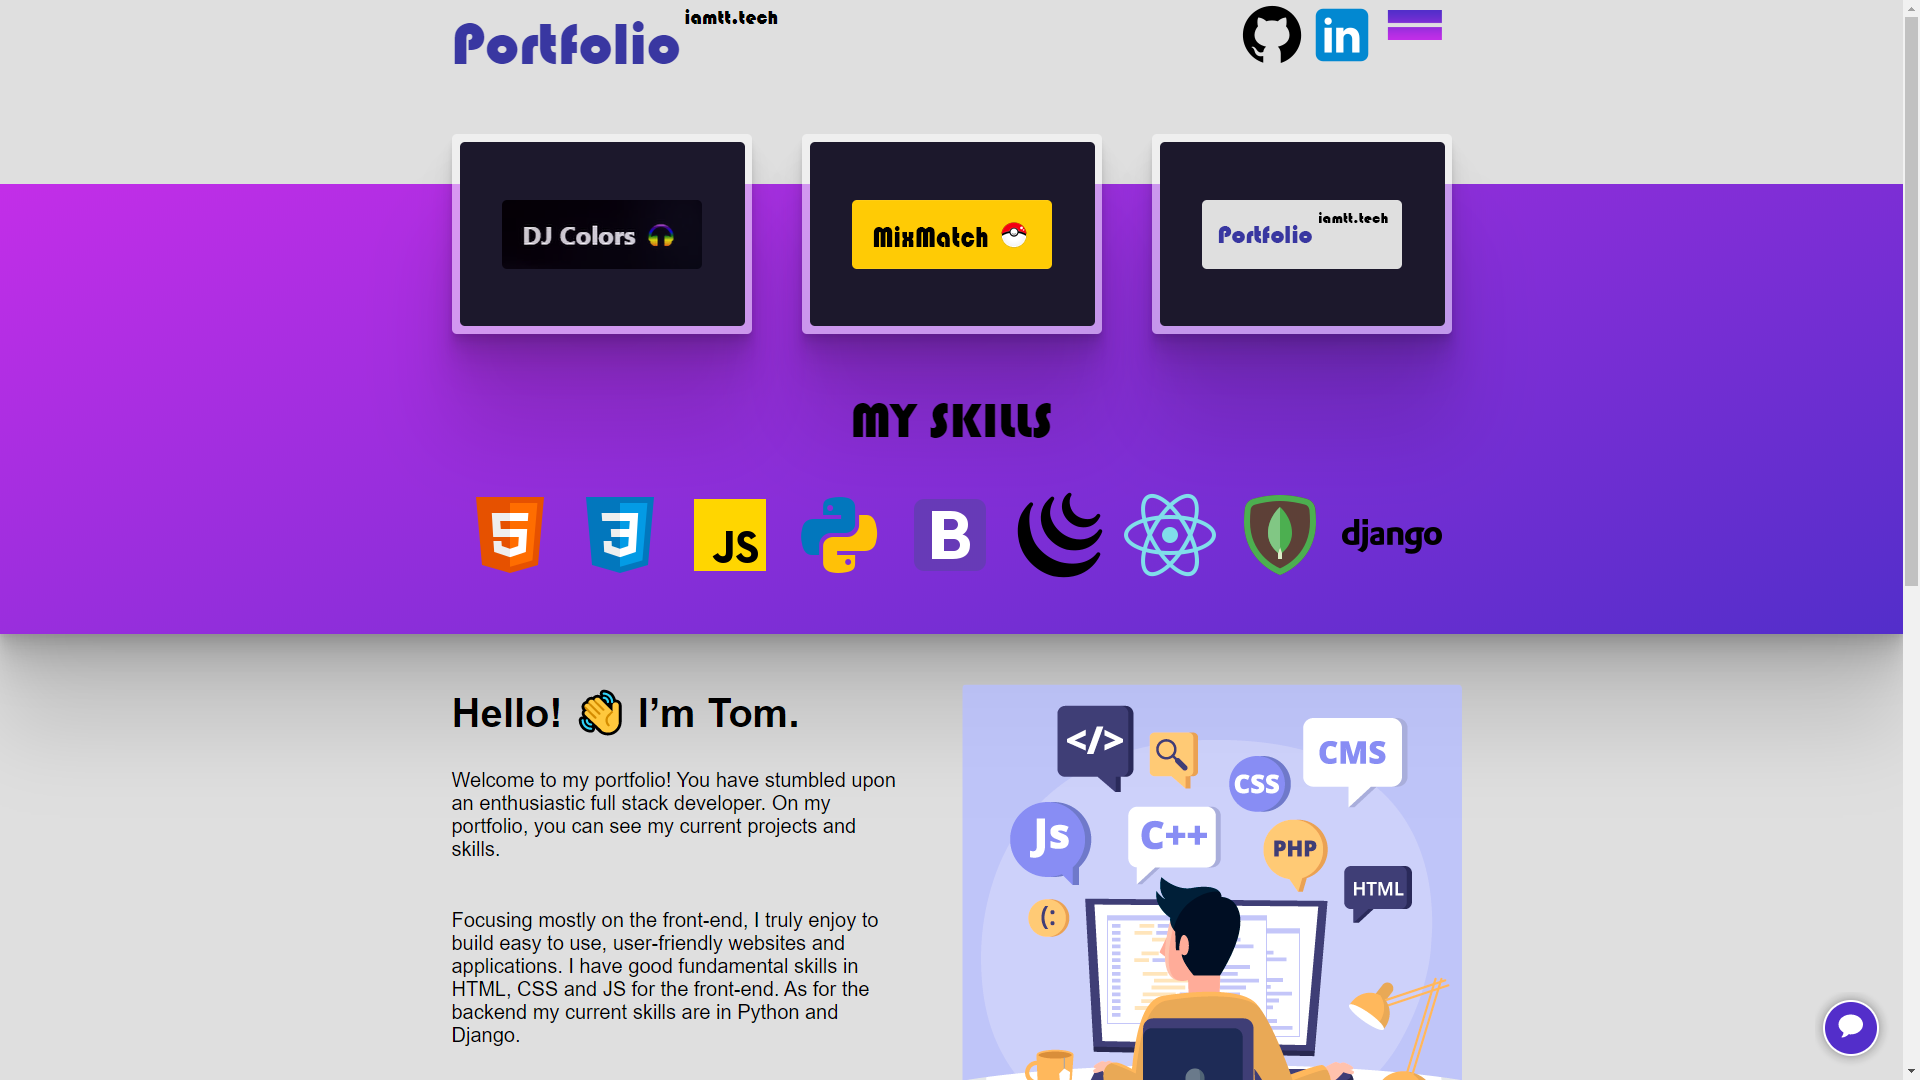 Portfolio
iamtt.tech
in
DJ Colors
MixMatch
Portfolio
iamtt.tech
MY SKILLS
5
3
JS
B
django
Hello! 👋 I’m Tom.
Welcome to my portfolio! You have stumbled upon
an enthusiastic full stack developer. On my
portfolio, you can see my current projects and
skills.
Focusing mostly on the front-end, I truly enjoy to
build easy to use, user-friendly websites and
applications. I have good fundamental skills in
HTML, CSS and JS for the front-end. As for the
backend my current skills are in Python and
Django.
</>
CMS
CSS
Js
C++
PHP
HTML
(: